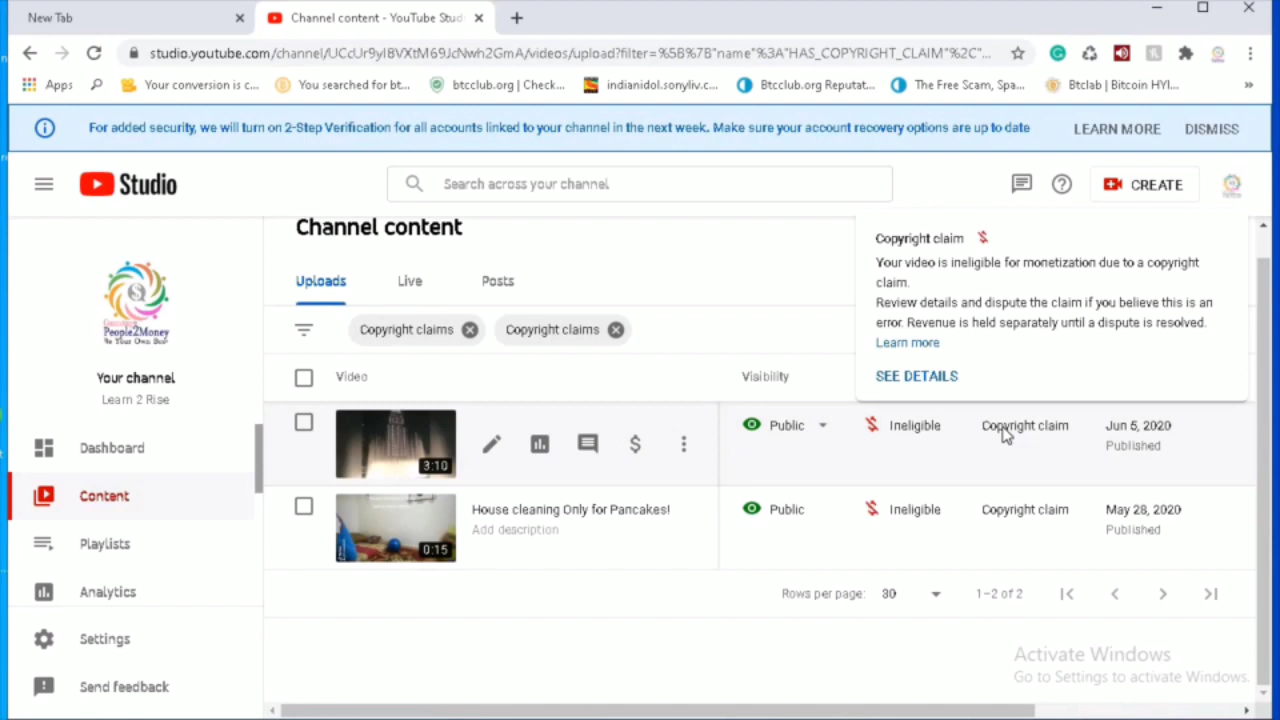 New Tab
Channel content - YouTube Studi
studio.youtube.com/channel/UCcUr9yI8VXtM69JcNwh2GmA/videos/upload?filter=%5B%7B"name"%3A"HAS_COPYRIGHT_CLAIM"%2C"...
Apps
Your conversion is c...
You searched for bt...
btcclub.org | Check...
indianidol.sonyliv.c...
Btcclub.org Reputat...
The Free Scam, Spa...
Btclab | Bitcoin HYI...
For added security, we will turn on 2-Step Verification for all accounts linked to your channel in the next week. Make sure your account recovery options are up to date
LEARN MORE
DISMISS
Studio
Search across your channel
CREATE
People2Money
Be Your Own Boss
Your channel
Learn 2 Rise
Dashboard
Content
Playlists
Analytics
Settings
Send feedback
Channel content
Uploads
Live
Posts
Copyright claims
Copyright claims
Video
Visibility
Copyright claim
Your video is ineligible for monetization due to a copyright
claim.
Review details and dispute the claim if you believe this is an
error. Revenue is held separately until a dispute is resolved.
Learn more
SEE DETAILS
3:10
Public
Ineligible
Copyright claim
Jun 5, 2020
Published
0:15
House cleaning Only for Pancakes!
Add description
Public
Ineligible
Copyright claim
May 28, 2020
Published
Rows per page:
30
1–2 of 2
Activate Windows
Go to Settings to activate Windows.